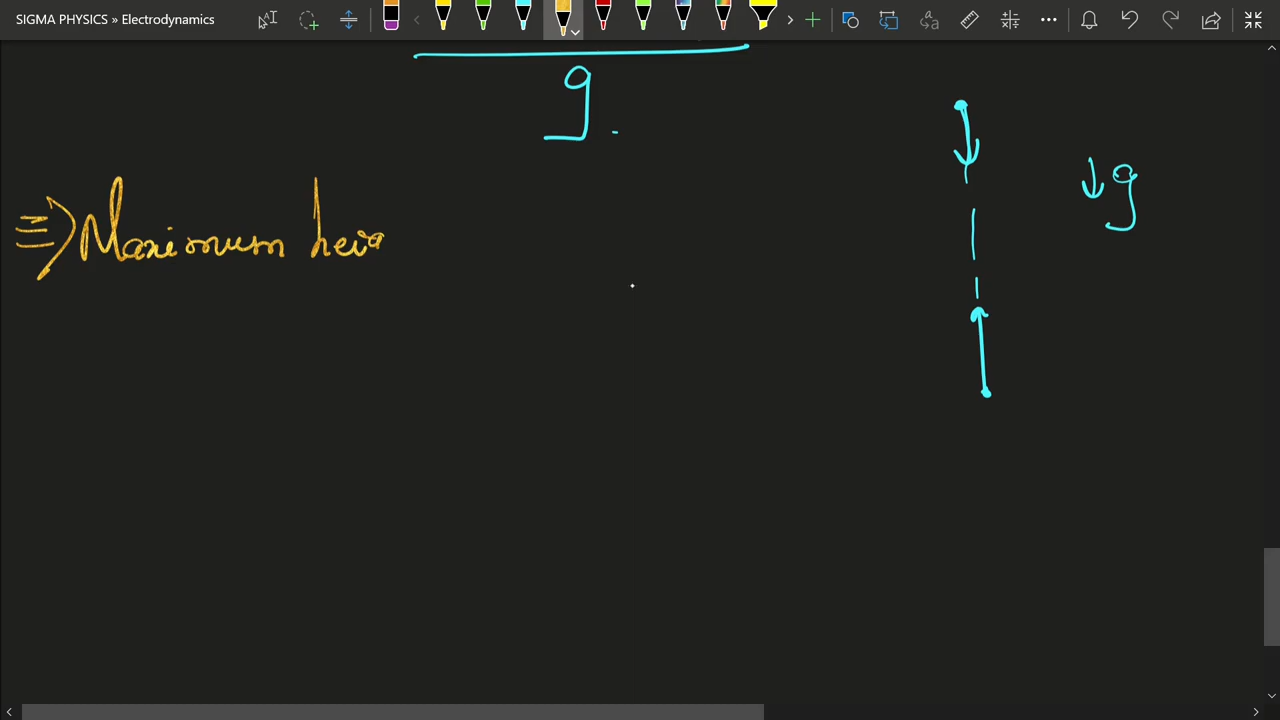 SIGMA PHYSICS » Electrodynamics
g.
↓g
⇒ Maximum heig